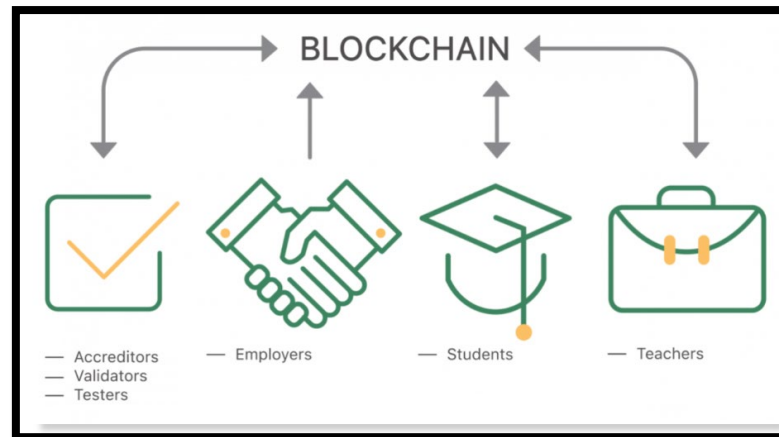 BLOCKCHAIN
— Accreditors
— Validators
— Testers
— Employers
— Students
— Teachers